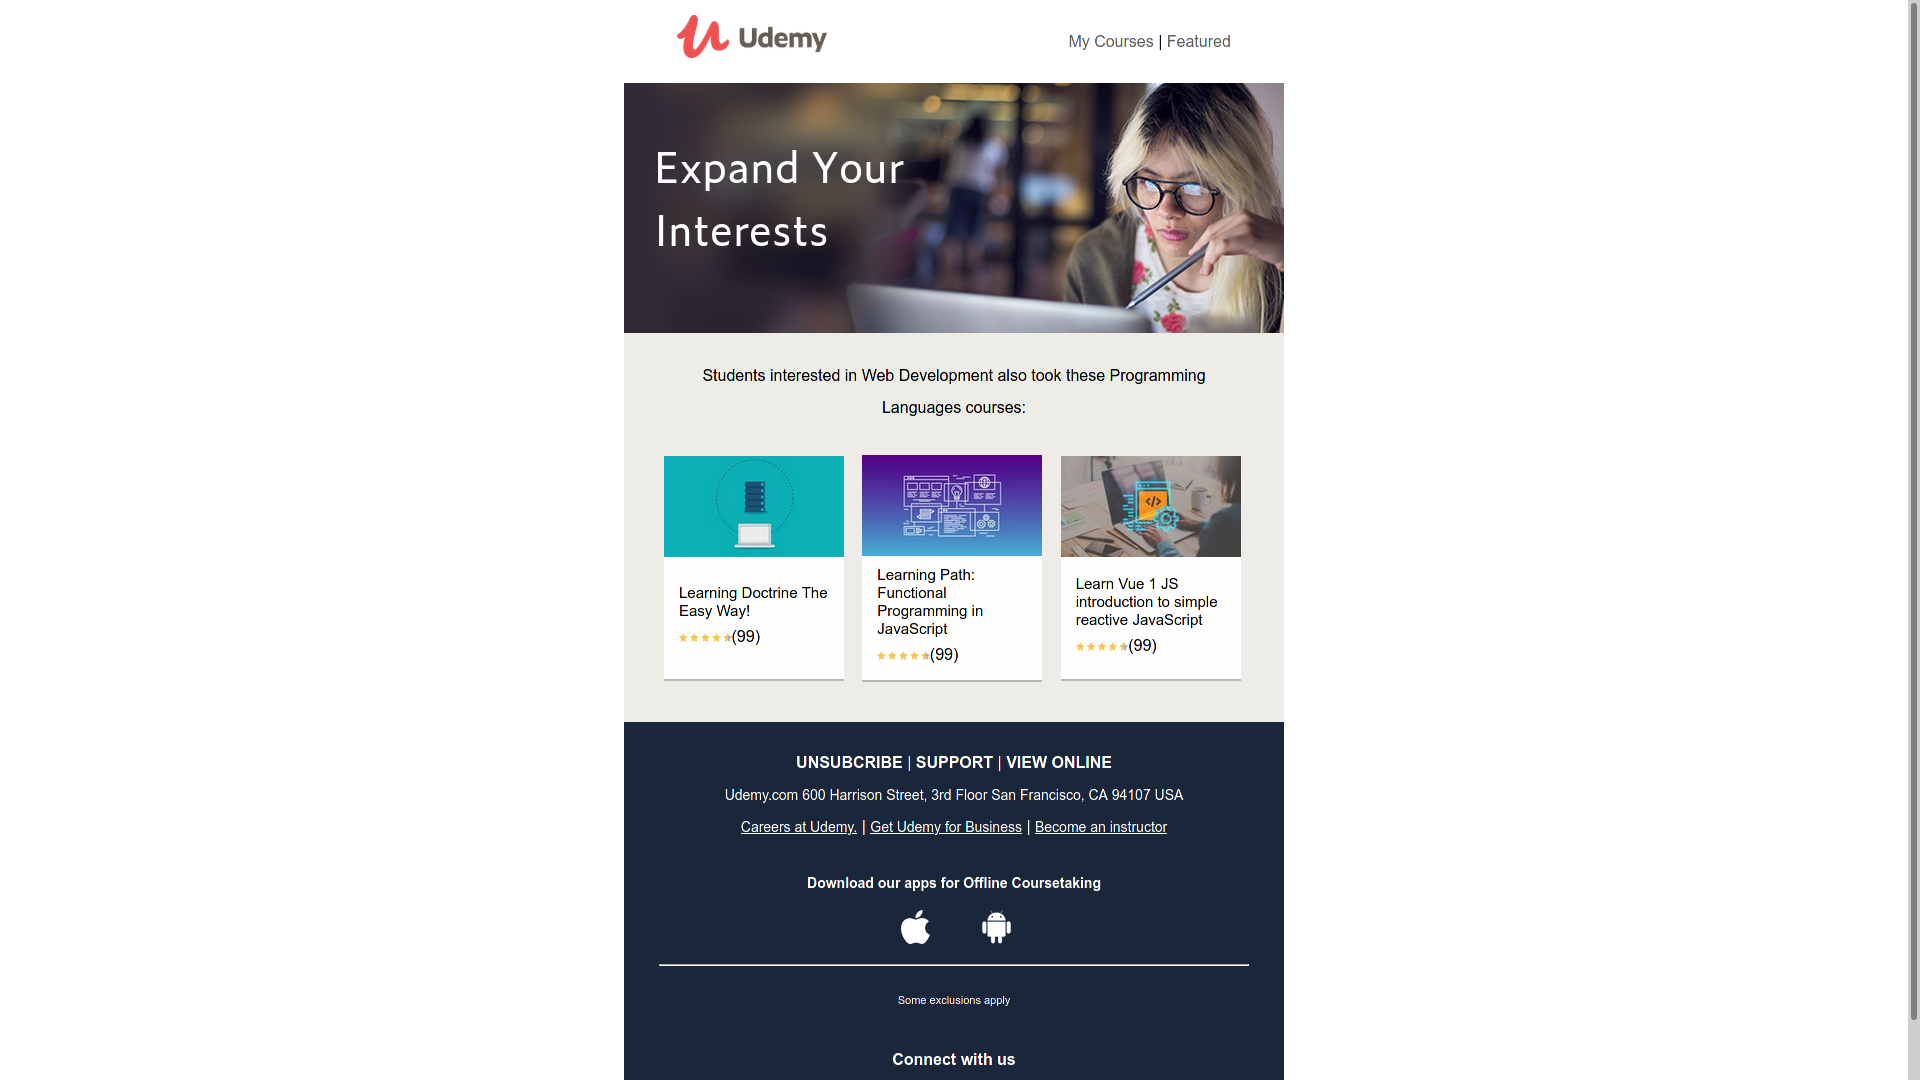 Udemy
My Courses | Featured
Expand Your
Interests
Students interested in Web Development also took these Programming
Languages courses:
Learning Doctrine The
Easy Way!
(99)
Learning Path:
Functional
Programming in
JavaScript
(99)
Learn Vue 1 JS
introduction to simple
reactive JavaScript
(99)
UNSUBCRIBE | SUPPORT | VIEW ONLINE
Udemy.com 600 Harrison Street, 3rd Floor San Francisco, CA 94107 USA
Careers at Udemy. | Get Udemy for Business | Become an instructor
Download our apps for Offline Coursetaking
Some exclusions apply
Connect with us